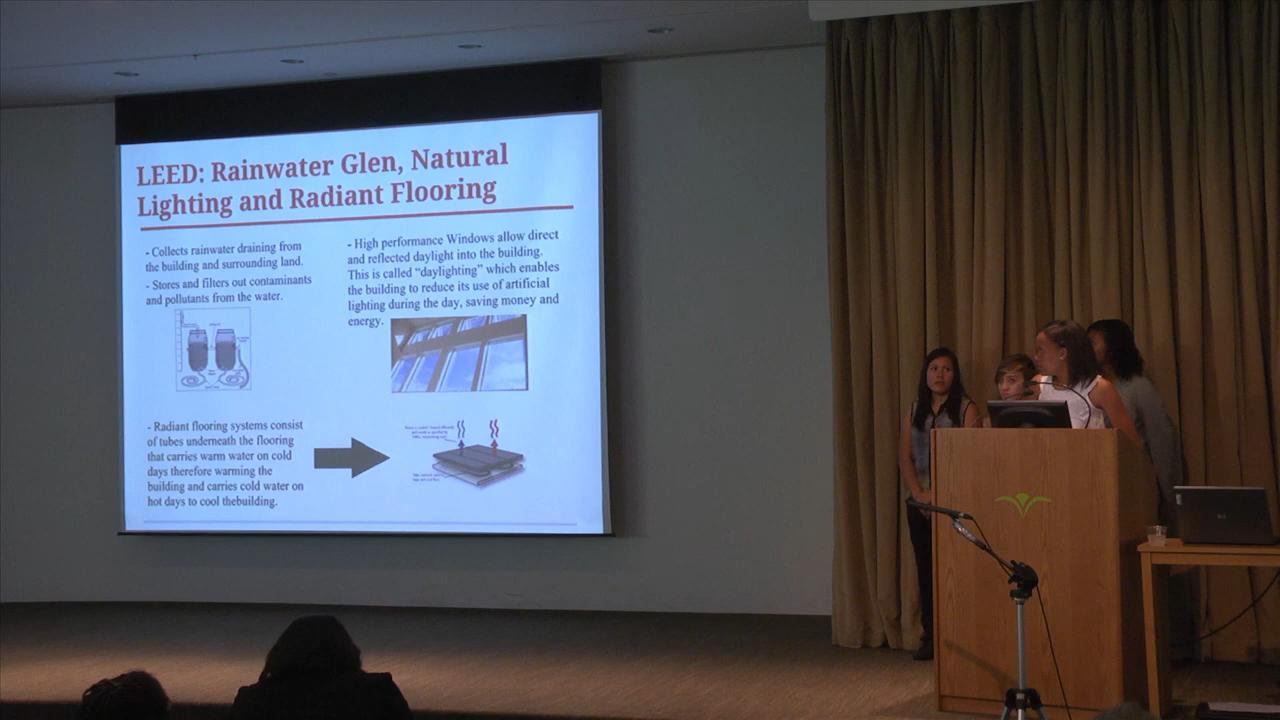 LEED: Rainwater Glen, Natural
Lighting and Radiant Flooring
- Collects rainwater draining from
the building and surrounding land.
- Stores and filters out contaminants
and pollutants from the water.
- High performance Windows allow direct
and reflected daylight into the building.
This is called “daylighting” which enables
the building to reduce its use of artificial
lighting during the day, saving money and
energy.
- Radiant flooring systems consist
of tubes underneath the flooring
that carries warm water on cold
days therefore warming the
building and carries cold water on
hot days to cool thebuilding.